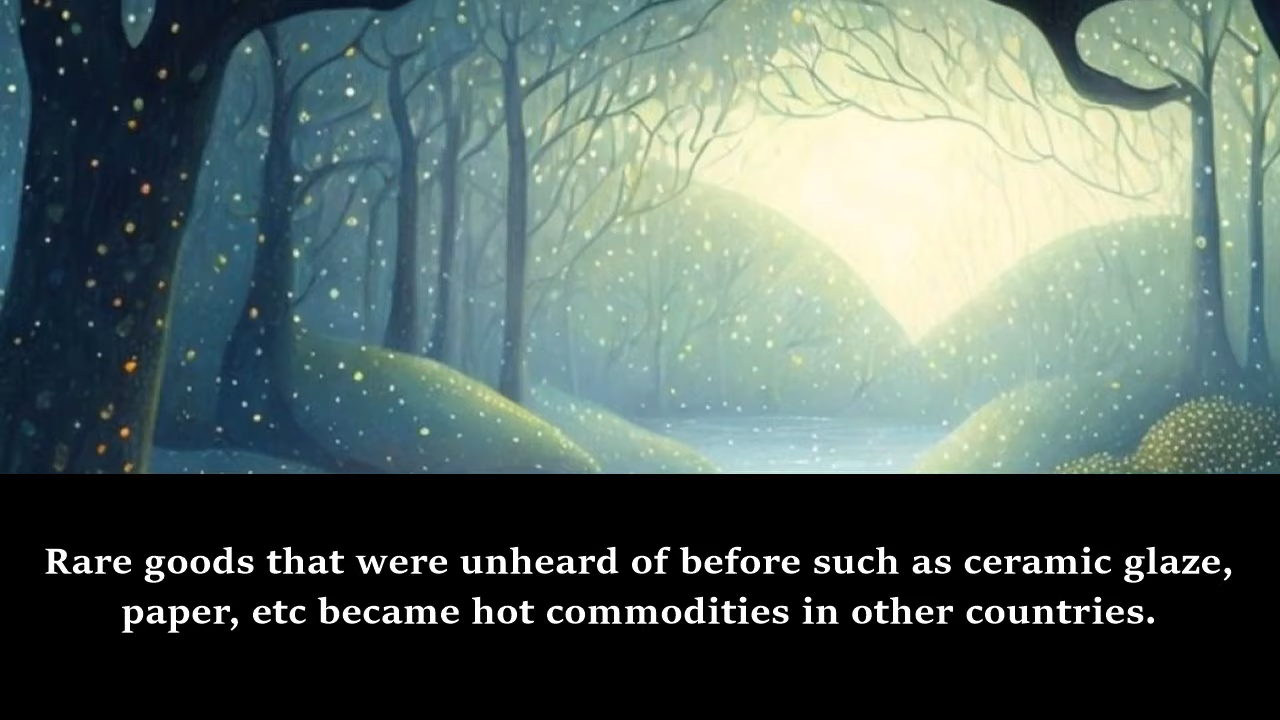 Rare goods that were unheard of before such as ceramic glaze,
paper, etc became hot commodities in other countries.